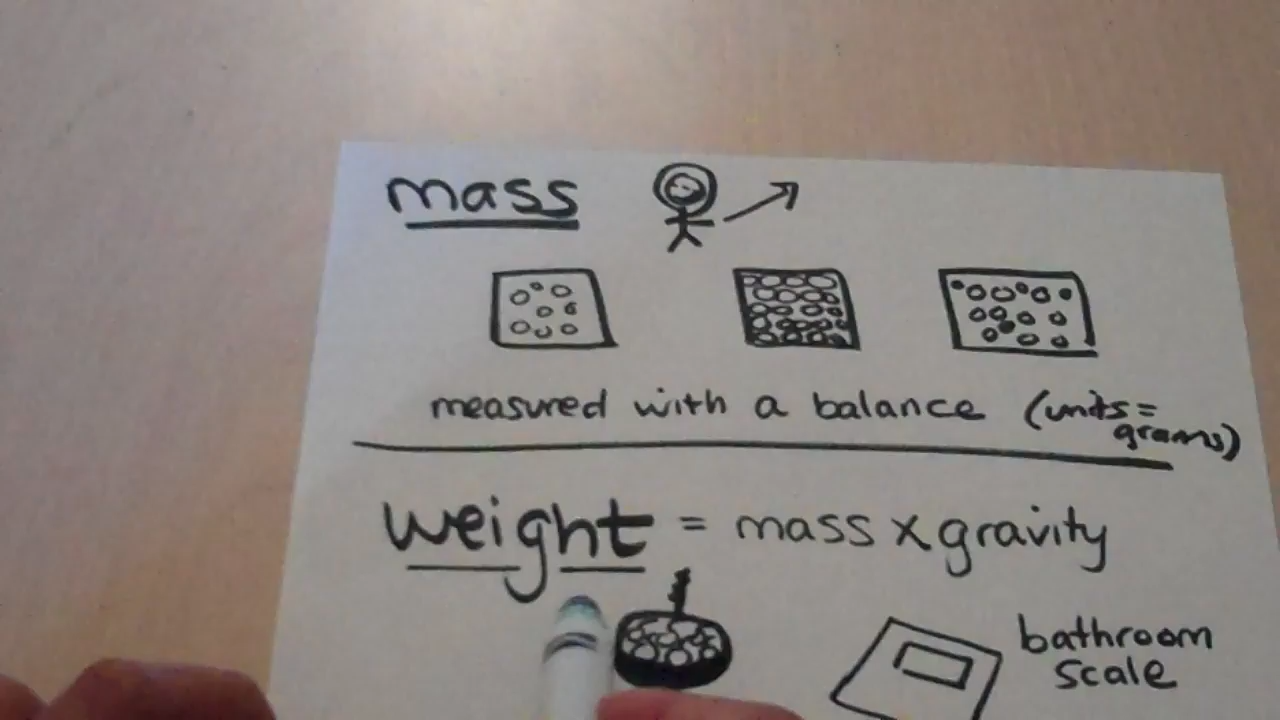 mass
measured with a balance (units =
grams)
weight = mass x gravity
bathroom
scale